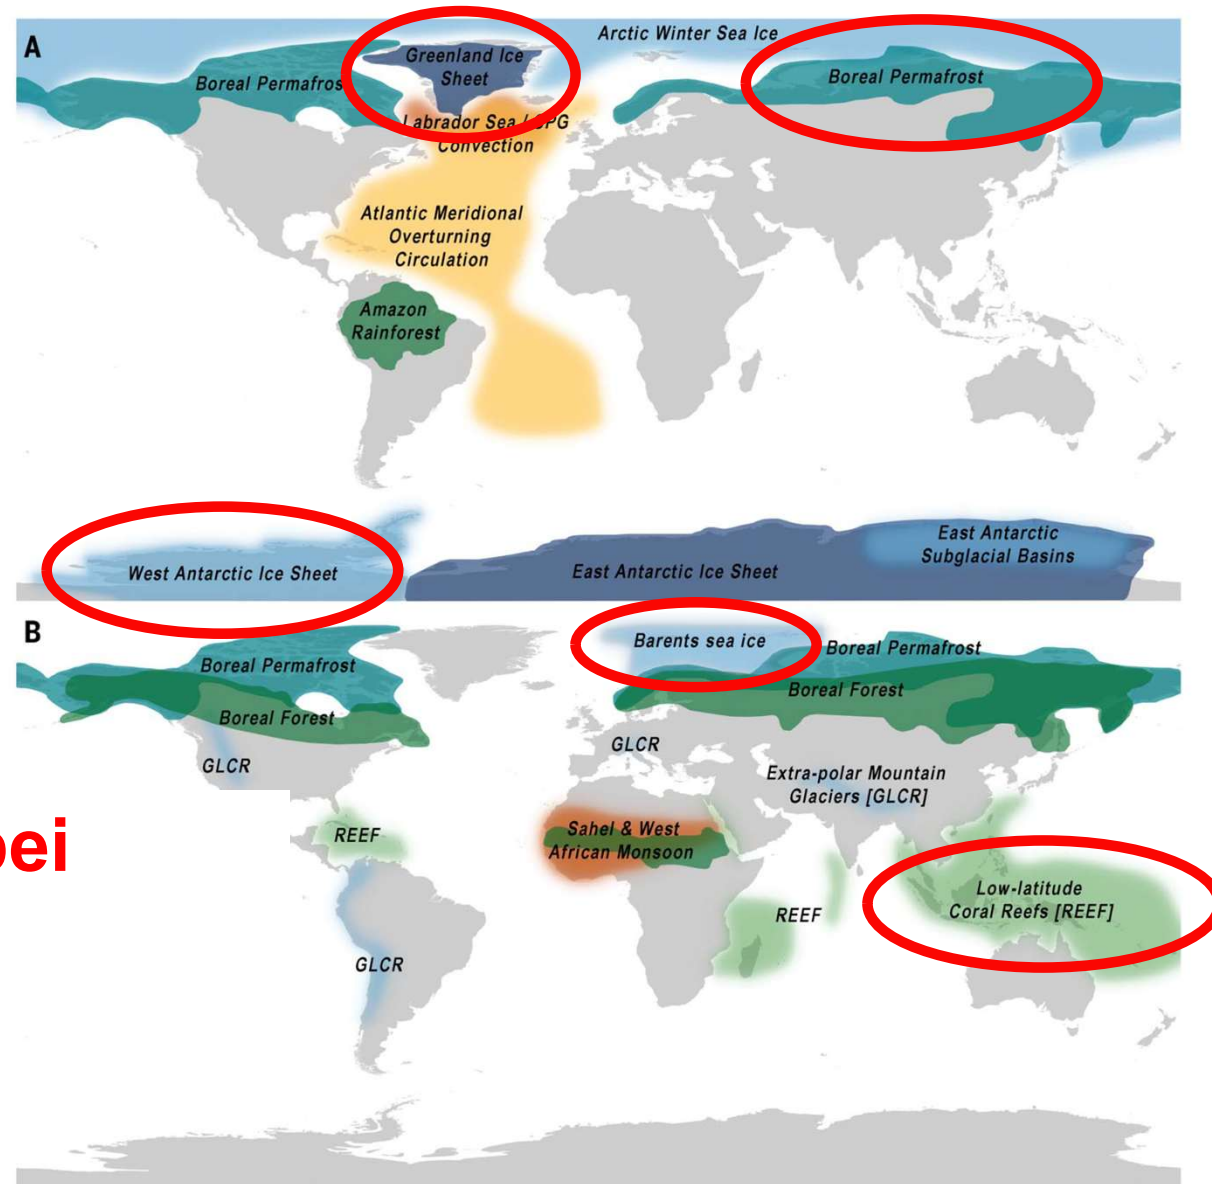 A
Arctic Winter Sea Ice
Greenland Ice
Sheet
Boreal Permafrost
Boreal Permafrost
Labrador Sea / SPG
Convection
Atlantic Meridional
Overturning
Circulation
Amazon
Rainforest
West Antarctic Ice Sheet
East Antarctic Ice Sheet
East Antarctic
Subglacial Basins
B
Barents sea ice
Boreal Permafrost
Boreal Permafrost
Boreal Forest
Boreal Forest
GLCR
GLCR
Extra-polar Mountain
Glaciers [GLCR]
bei
REEF
Sahel & West
African Monsoon
Low-latitude
Coral Reefs [REEF]
REEF
GLCR